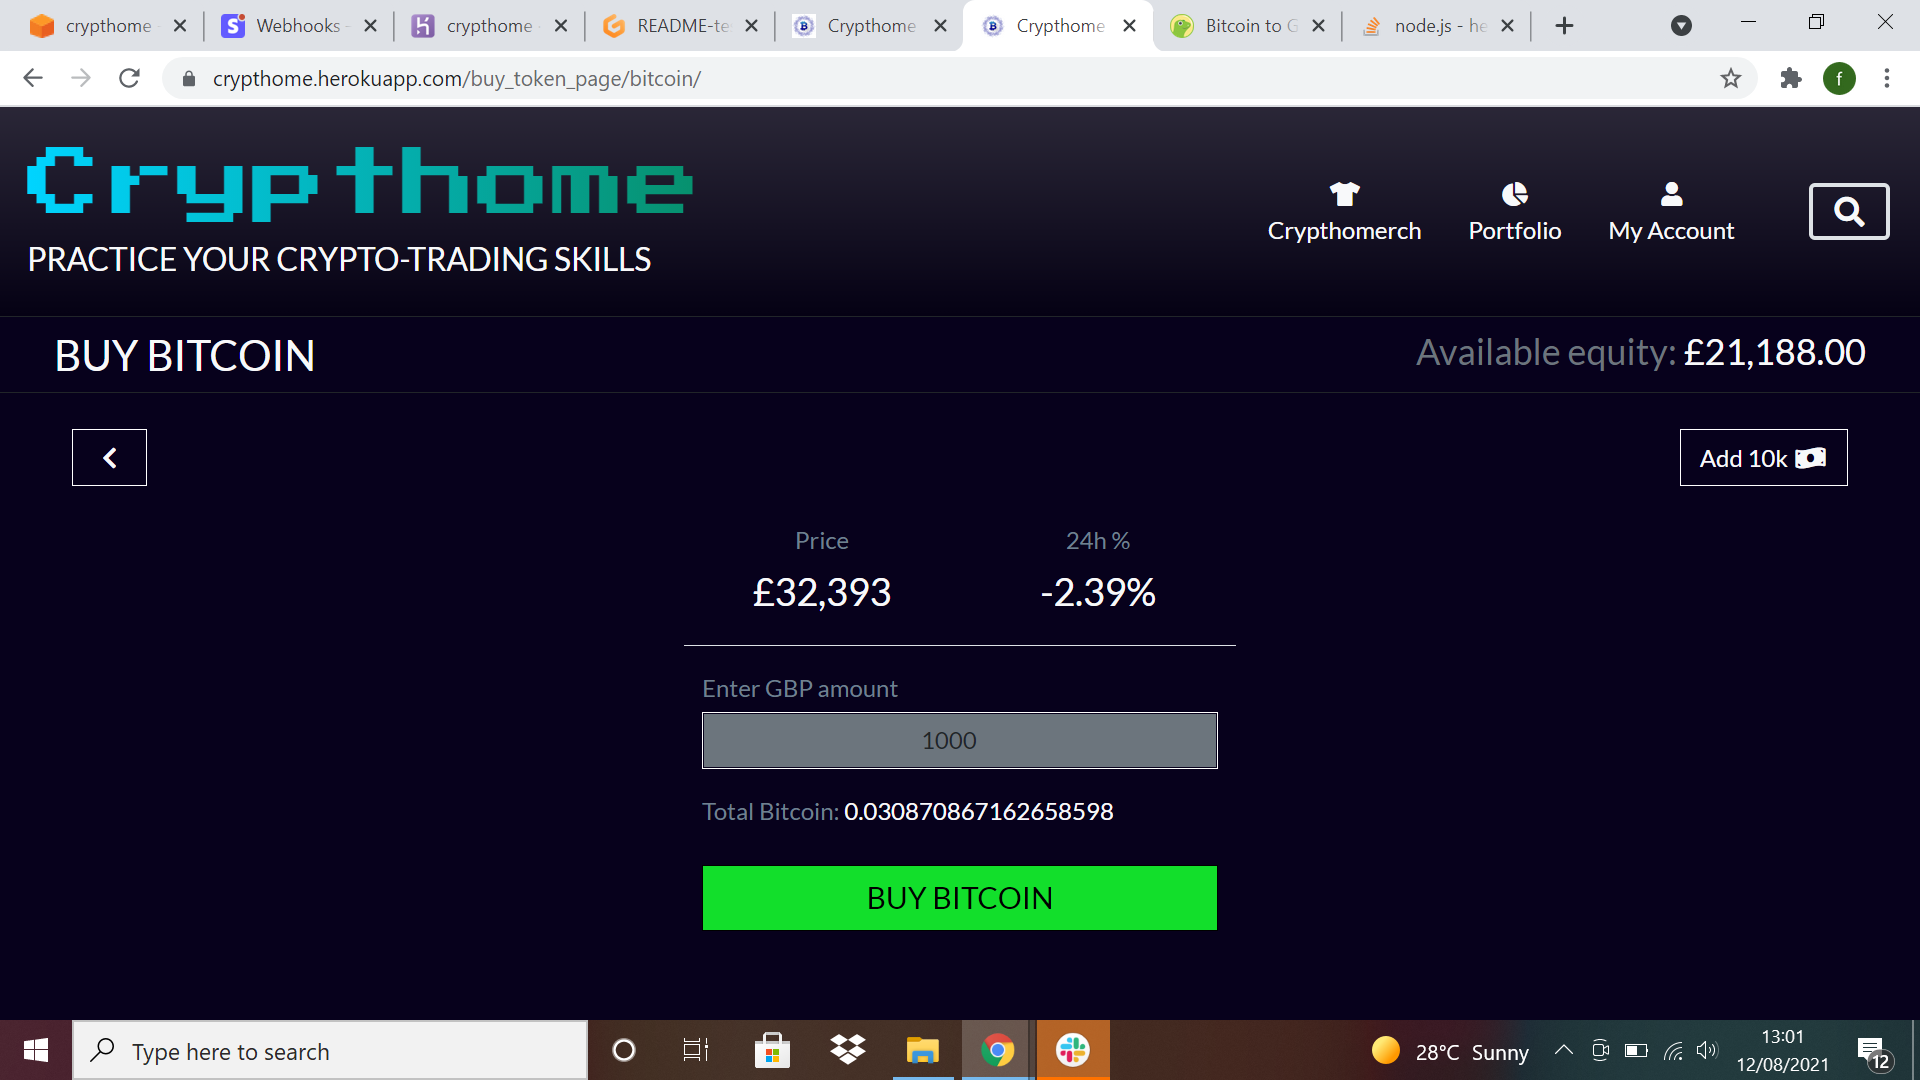 crypthome
Webhooks -
crypthome
README-te
Crypthome
Crypthome
Bitcoin to G
node.js - he
crypthome.herokuapp.com/buy_token_page/bitcoin/
f
Crypthome
PRACTICE YOUR CRYPTO-TRADING SKILLS
Crypthomerch
Portfolio
My Account
BUY BITCOIN
Available equity: £21,188.00
Add 10k
Price
24h %
£32,393
-2.39%
Enter GBP amount
1000
Total Bitcoin: 0.030870867162658598
BUY BITCOIN
Type here to search
28°C Sunny
13:01
12/08/2021
12